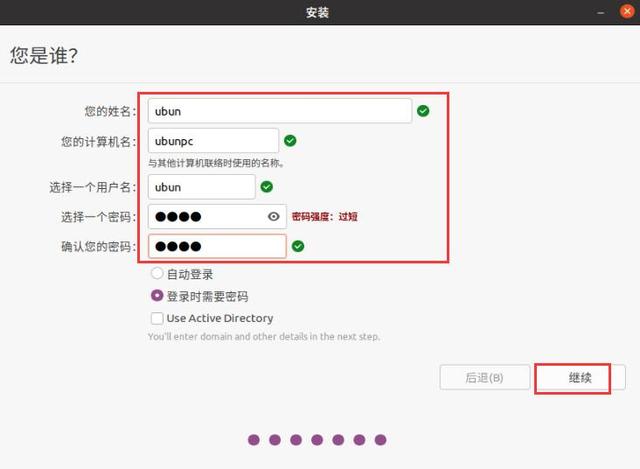 安装
您是谁?
您的姓名: ubun
您的计算机名: ubunpc
与其他计算机联络时使用的名称。
选择一个用户名: ubun
选择一个密码: ●●●● 密码强度：过短
确认您的密码: ●●●●
自动登录
登录时需要密码
Use Active Directory
You'll enter domain and other details in the next step.
后退(B) 继续